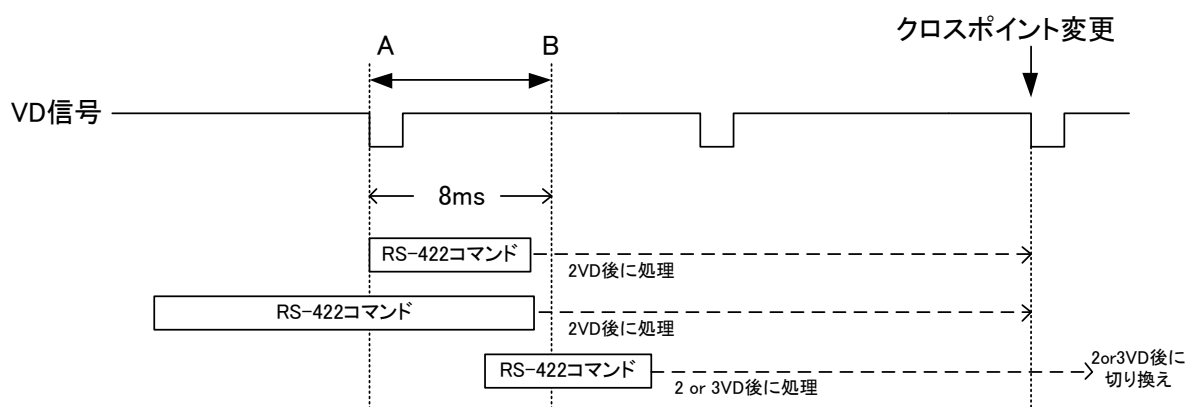 クロスポイント変更
A
B
VD信号
8ms
RS-422コマンド
2VD後に処理
RS-422コマンド
2VD後に処理
RS-422コマンド
2 or 3VD後に処理
2or3VD後に
切り換え